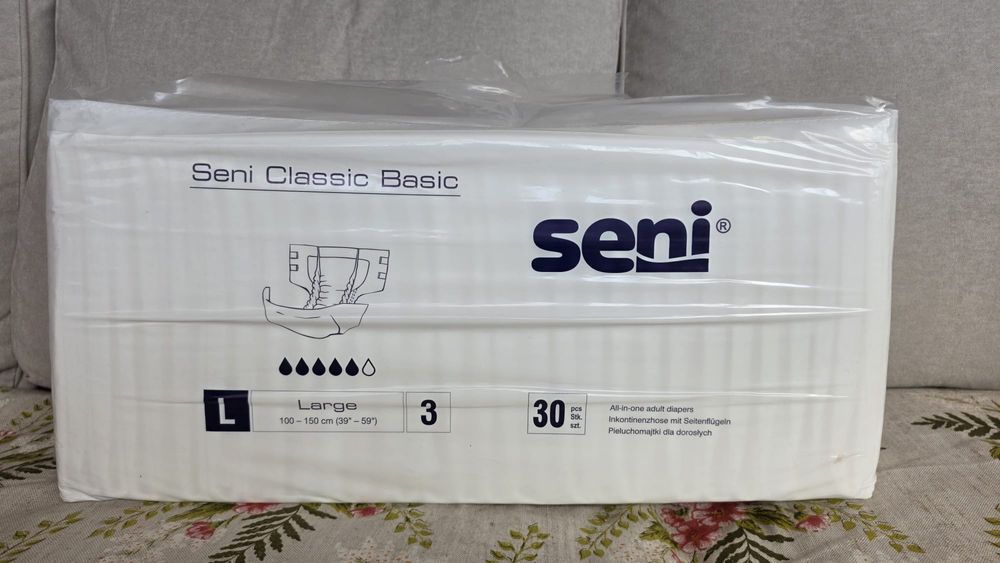 Seni Classic Basic
seni®
L
Large
100 – 150 cm (39" – 59")
3
30
pcs
Stk.
szt.
All-in-one adult diapers
Inkontinenzhose mit Seitenflügeln
Pieluchomajtki dla dorosłych